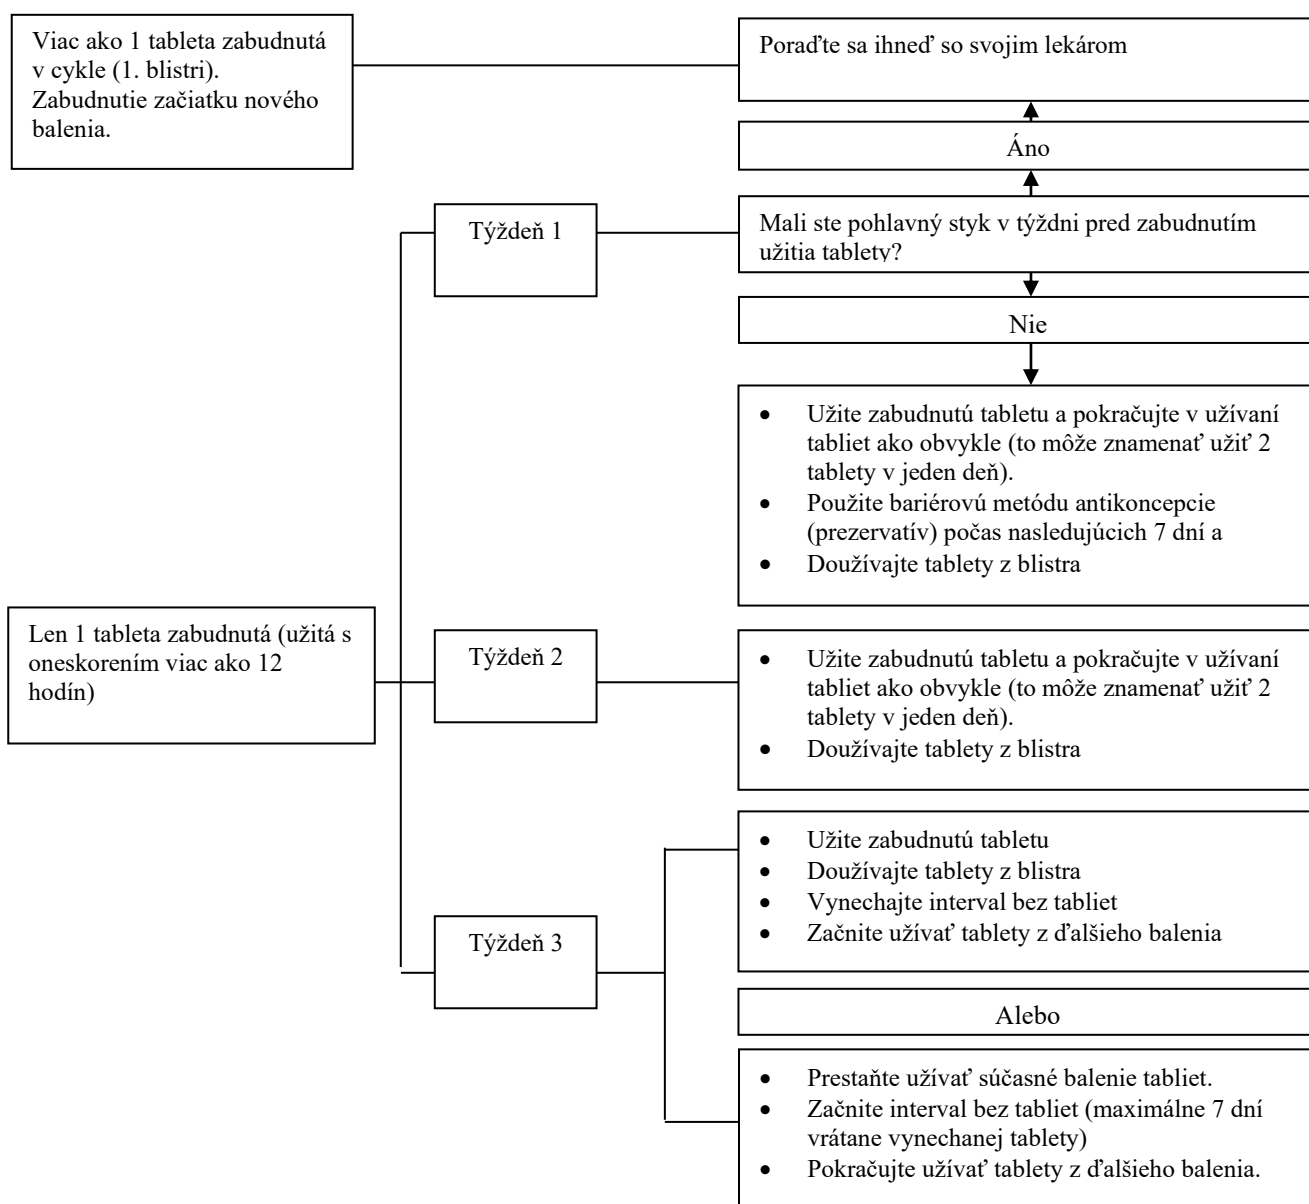 Viac ako 1 tableta zabudnutá
v cykle (1. blistri).
Zabudnutie začiatku nového
balenia.
Poraďte sa ihneď so svojim lekárom
Áno
Týždeň 1
Mali ste pohlavný styk v týždni pred zabudnutím
užitia tablety?
Nie
• Užite zabudnutú tabletu a pokračujte v užívaní
tabliet ako obvykle (to môže znamenať užiť 2
tablety v jeden deň).
• Použite bariérovú metódu antikoncepcie
(prezervatív) počas nasledujúcich 7 dní a
• Doužívajte tablety z blistra
Len 1 tableta zabudnutá (užitá s
oneskorením viac ako 12
hodín)
Týždeň 2
• Užite zabudnutú tabletu a pokračujte v užívaní
tabliet ako obvykle (to môže znamenať užiť 2
tablety v jeden deň).
• Doužívajte tablety z blistra
Týždeň 3
• Užite zabudnutú tabletu
• Doužívajte tablety z blistra
• Vynechajte interval bez tabliet
• Začnite užívať tablety z ďalšieho balenia
Alebo
• Prestaňte užívať súčasné balenie tabliet.
• Začnite interval bez tabliet (maximálne 7 dní
vrátane vynechanej tablety)
• Pokračujte užívať tablety z ďalšieho balenia.